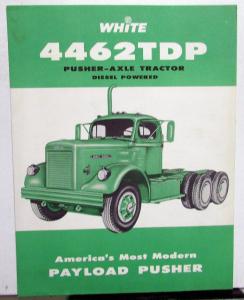 WHITE
4462TDP
PUSHER-AXLE TRACTOR
DIESEL POWERED
America's Most Modern
PAYLOAD PUSHER